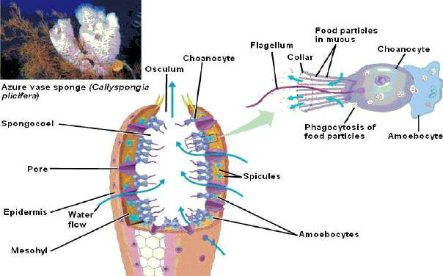 Azure vase sponge (Callyspongia
plicifera)
Osculum
Choanocyte
Spongocoel
Pore
Epidermis
Water
flow
Mesohyl
Spicules
Amoebocytes
Food particles
in mucus
Flagellum
Collar
Choanocyte
Phagocytosis of
food particles
Amoebocyte